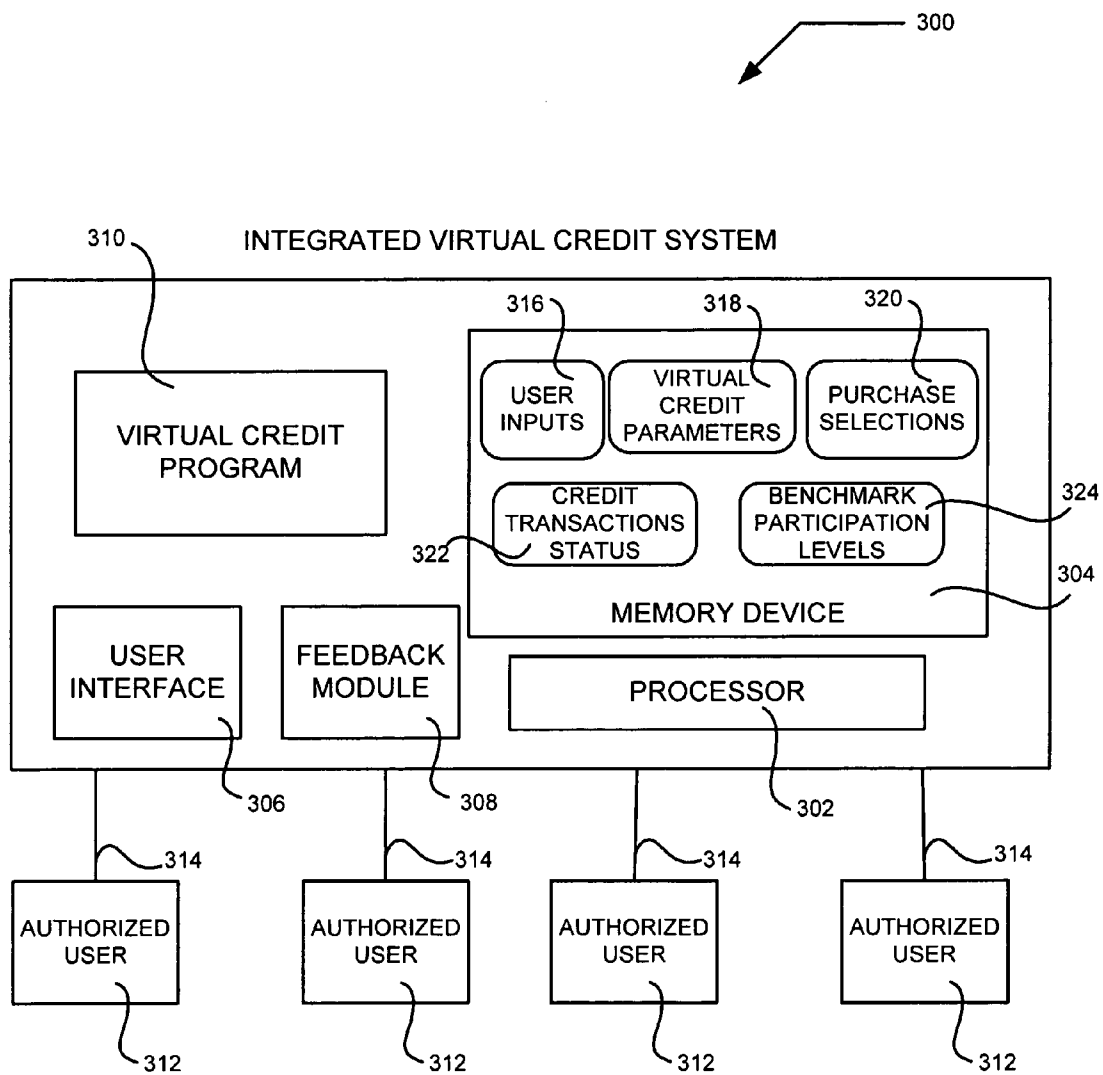 300
310
INTEGRATED VIRTUAL CREDIT SYSTEM
316
318
320
VIRTUAL CREDIT
PROGRAM
USER
INPUTS
VIRTUAL
CREDIT
PARAMETERS
PURCHASE
SELECTIONS
CREDIT
TRANSACTIONS
STATUS
322
BENCHMARK
PARTICIPATION
LEVELS
324
304
MEMORY DEVICE
USER
INTERFACE
FEEDBACK
MODULE
PROCESSOR
306
308
302
314
314
314
314
AUTHORIZED
USER
AUTHORIZED
USER
AUTHORIZED
USER
AUTHORIZED
USER
312
312
312
312